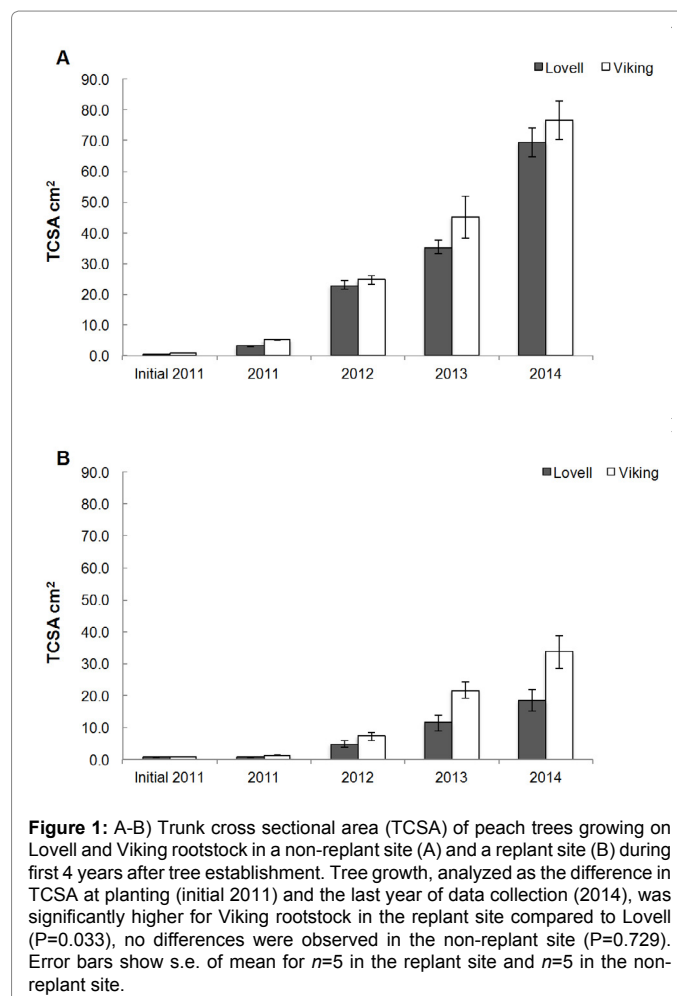 A
Lovell Viking
90.0
80.0
70.0
60.0
50.0
40.0
30.0
20.0
10.0
0.0
TCSA cm²
Initial 2011 2011 2012 2013 2014
B
Lovell Viking
90.0
80.0
70.0
60.0
50.0
40.0
30.0
20.0
10.0
0.0
TCSA cm²
Initial 2011 2011 2012 2013 2014
Figure 1: A-B) Trunk cross sectional area (TCSA) of peach trees growing on
Lovell and Viking rootstock in a non-replant site (A) and a replant site (B) during
first 4 years after tree establishment. Tree growth, analyzed as the difference in
TCSA at planting (initial 2011) and the last year of data collection (2014), was
significantly higher for Viking rootstock in the replant site compared to Lovell
(P=0.033), no differences were observed in the non-replant site (P=0.729).
Error bars show s.e. of mean for n=5 in the replant site and n=5 in the non-
replant site.